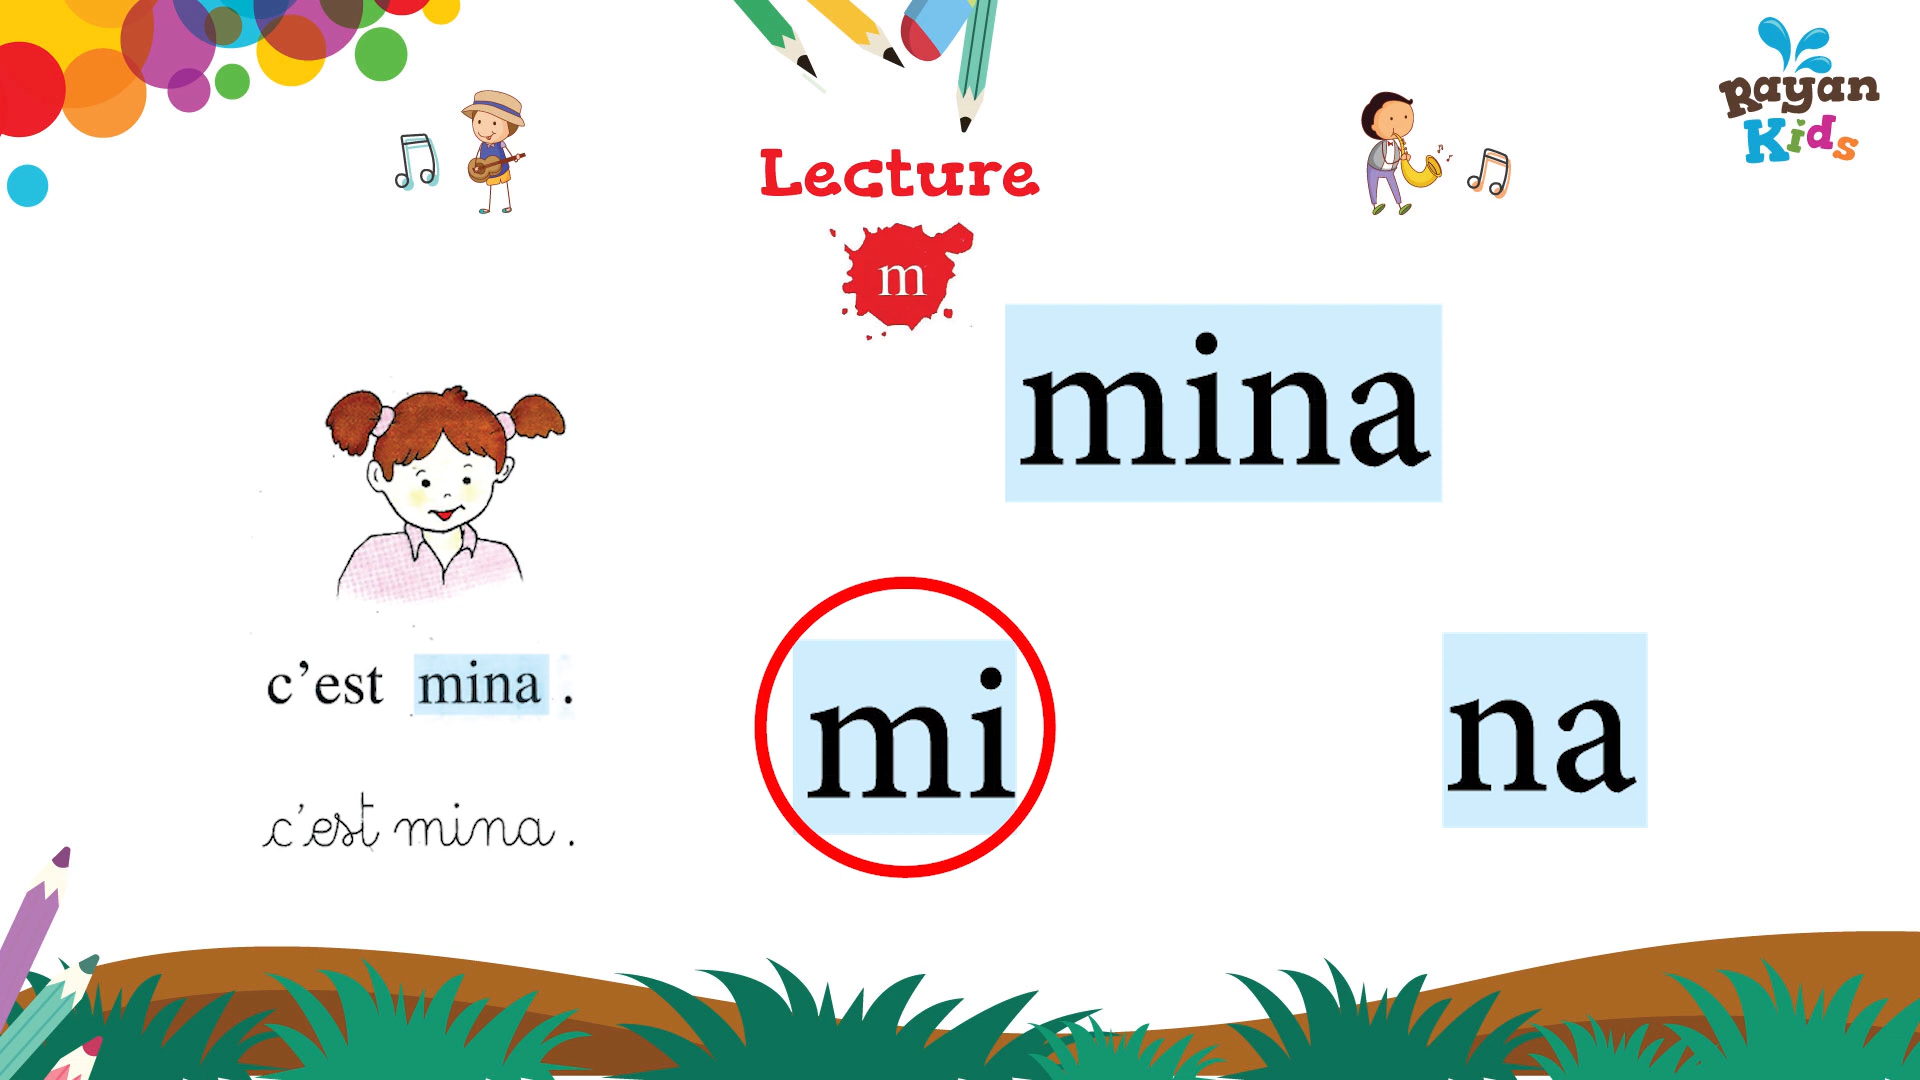 Rayan
Kids
Lecture
m
mina
c’est mina .
c’est mina .
mi
na